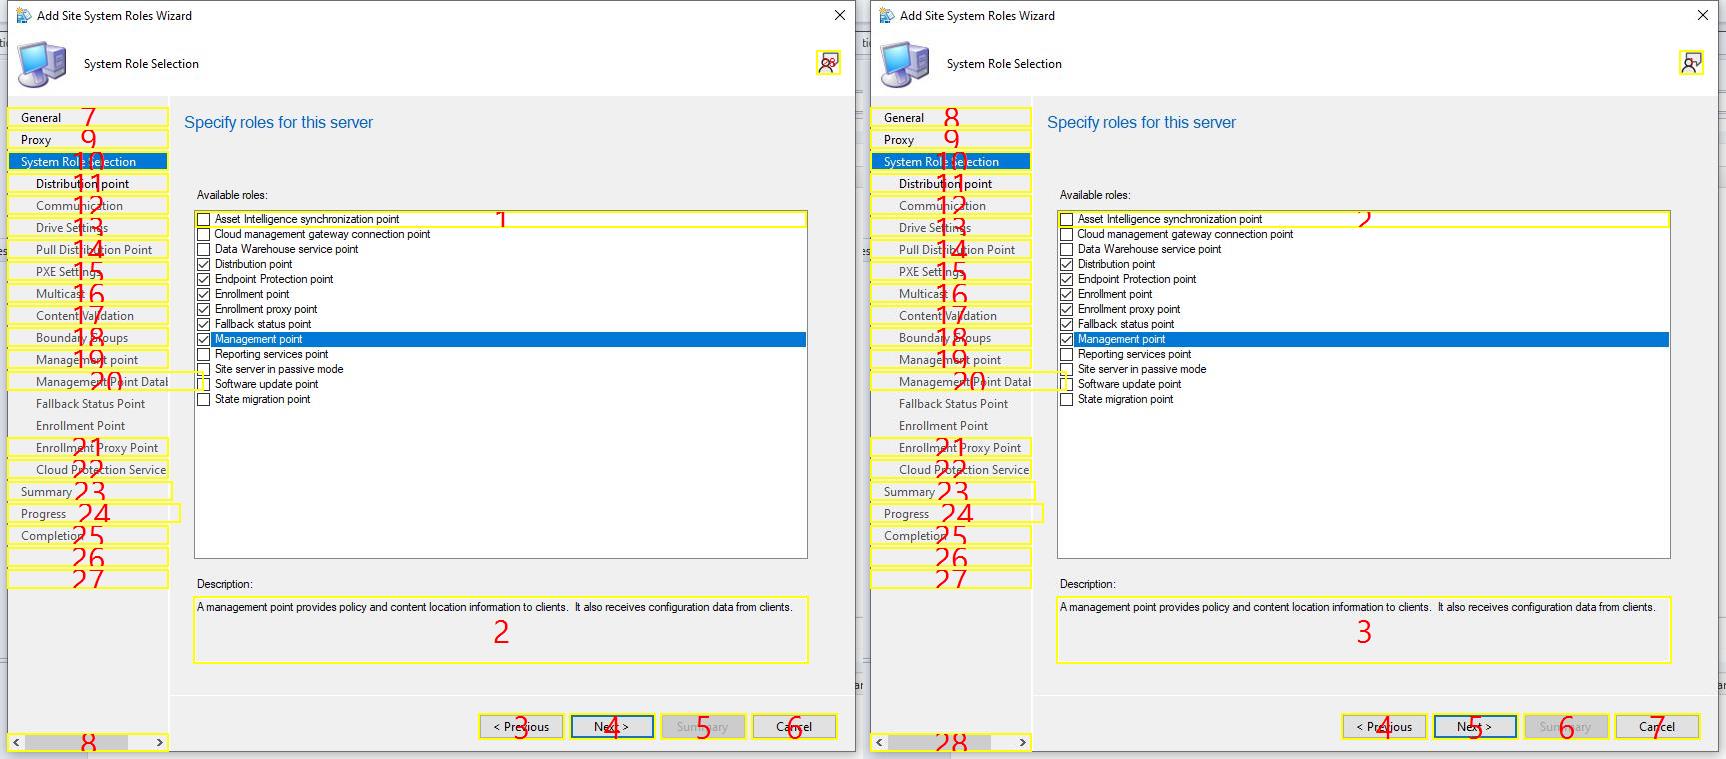 Add Site System Roles Wizard
System Role Selection
28
General 7
Proxy 9
System Role Selection 10
Distribution point 11
Communication 12
Drive Settings 13
Pull Distribution Point 14
PXE Settings 15
Multicast 16
Content Validation 17
Boundary Groups 18
Management point 19
Management Point Datab 20
Fallback Status Point
Enrollment Point
Enrollment Proxy Point 21
Cloud Protection Service 22
Summary 23
Progress 24
Completion 25
26
27
8
Specify roles for this server
Available roles:
Asset Intelligence synchronization point 1
Cloud management gateway connection point
Data Warehouse service point
Distribution point
Endpoint Protection point
Enrollment point
Enrollment proxy point
Fallback status point
Management point
Reporting services point
Site server in passive mode
Software update point
State migration point
Description:
A management point provides policy and content location information to clients. It also receives configuration data from clients.
2
< Previous 3
Next > 4
Summary 5
Cancel 6
Add Site System Roles Wizard
System Role Selection
1
General 8
Proxy 9
System Role Selection 10
Distribution point 11
Communication 12
Drive Settings 13
Pull Distribution Point 14
PXE Settings 15
Multicast 16
Content Validation 17
Boundary Groups 18
Management point 19
Management Point Datab 20
Fallback Status Point
Enrollment Point
Enrollment Proxy Point 21
Cloud Protection Service 22
Summary 23
Progress 24
Completion 25
26
27
28
Specify roles for this server
Available roles:
Asset Intelligence synchronization point 2
Cloud management gateway connection point
Data Warehouse service point
Distribution point
Endpoint Protection point
Enrollment point
Enrollment proxy point
Fallback status point
Management point
Reporting services point
Site server in passive mode
Software update point
State migration point
Description:
A management point provides policy and content location information to clients. It also receives configuration data from clients.
3
< Previous 4
Next > 5
Summary 6
Cancel 7